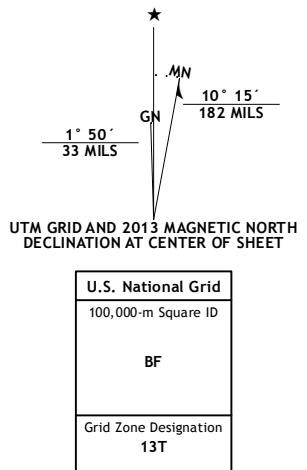 ★
MN
GN
10° 15´
182 MILS
1° 50´
33 MILS
UTM GRID AND 2013 MAGNETIC NORTH
DECLINATION AT CENTER OF SHEET
U.S. National Grid
100,000-m Square ID
BF
Grid Zone Designation
13T